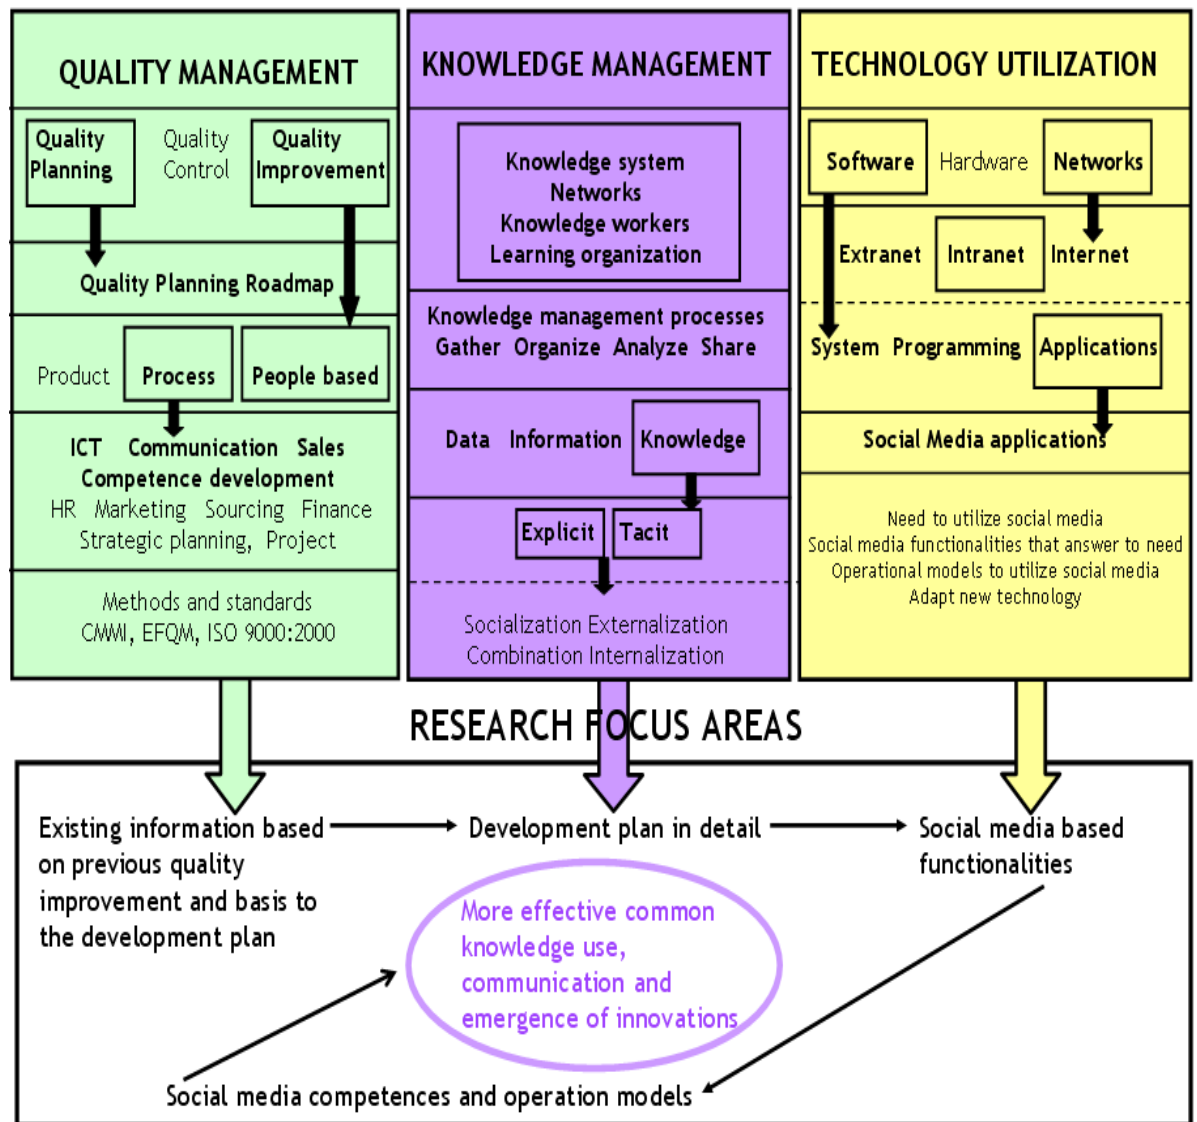 QUALITY MANAGEMENT
Quality
Planning
Quality
Control
Quality
Improvement
Quality Planning Roadmap
Product
Process
People based
ICT Communication Sales
Competence development
HR Marketing Sourcing Finance
Strategic planning, Project
Methods and standards
CMMI, EFQM, ISO 9000:2000
KNOWLEDGE MANAGEMENT
Knowledge system
Networks
Knowledge workers
Learning organization
Knowledge management processes
Gather Organize Analyze Share
Data Information Knowledge
Explicit Tacit
Socialization Externalization
Combination Internalization
TECHNOLOGY UTILIZATION
Software Hardware Networks
Extranet Intranet Internet
System Programming Applications
Social Media applications
Need to utilize social media
Social media functionalities that answer to need
Operational models to utilize social media
Adapt new technology
RESEARCH FOCUS AREAS
Existing information based
on previous quality
improvement and basis to
the development plan
Development plan in detail
Social media based
functionalities
More effective common
knowledge use,
communication and
emergence of innovations
Social media competences and operation models